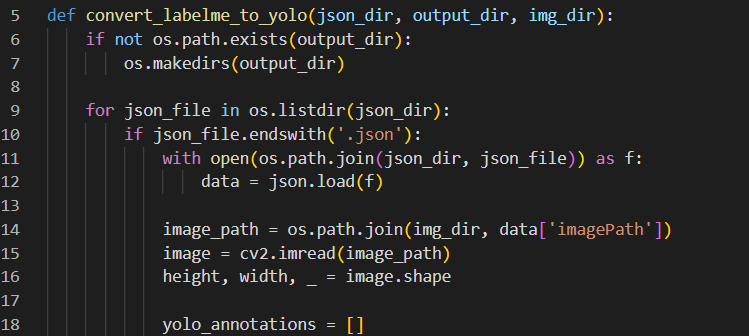 5 def convert_labelme_to_yolo(json_dir, output_dir, img_dir):
6     if not os.path.exists(output_dir):
7         os.makedirs(output_dir)
8
9     for json_file in os.listdir(json_dir):
10         if json_file.endswith('.json'):
11             with open(os.path.join(json_dir, json_file)) as f:
12                 data = json.load(f)
13
14             image_path = os.path.join(img_dir, data['imagePath'])
15             image = cv2.imread(image_path)
16             height, width, _ = image.shape
17
18             yolo_annotations = []